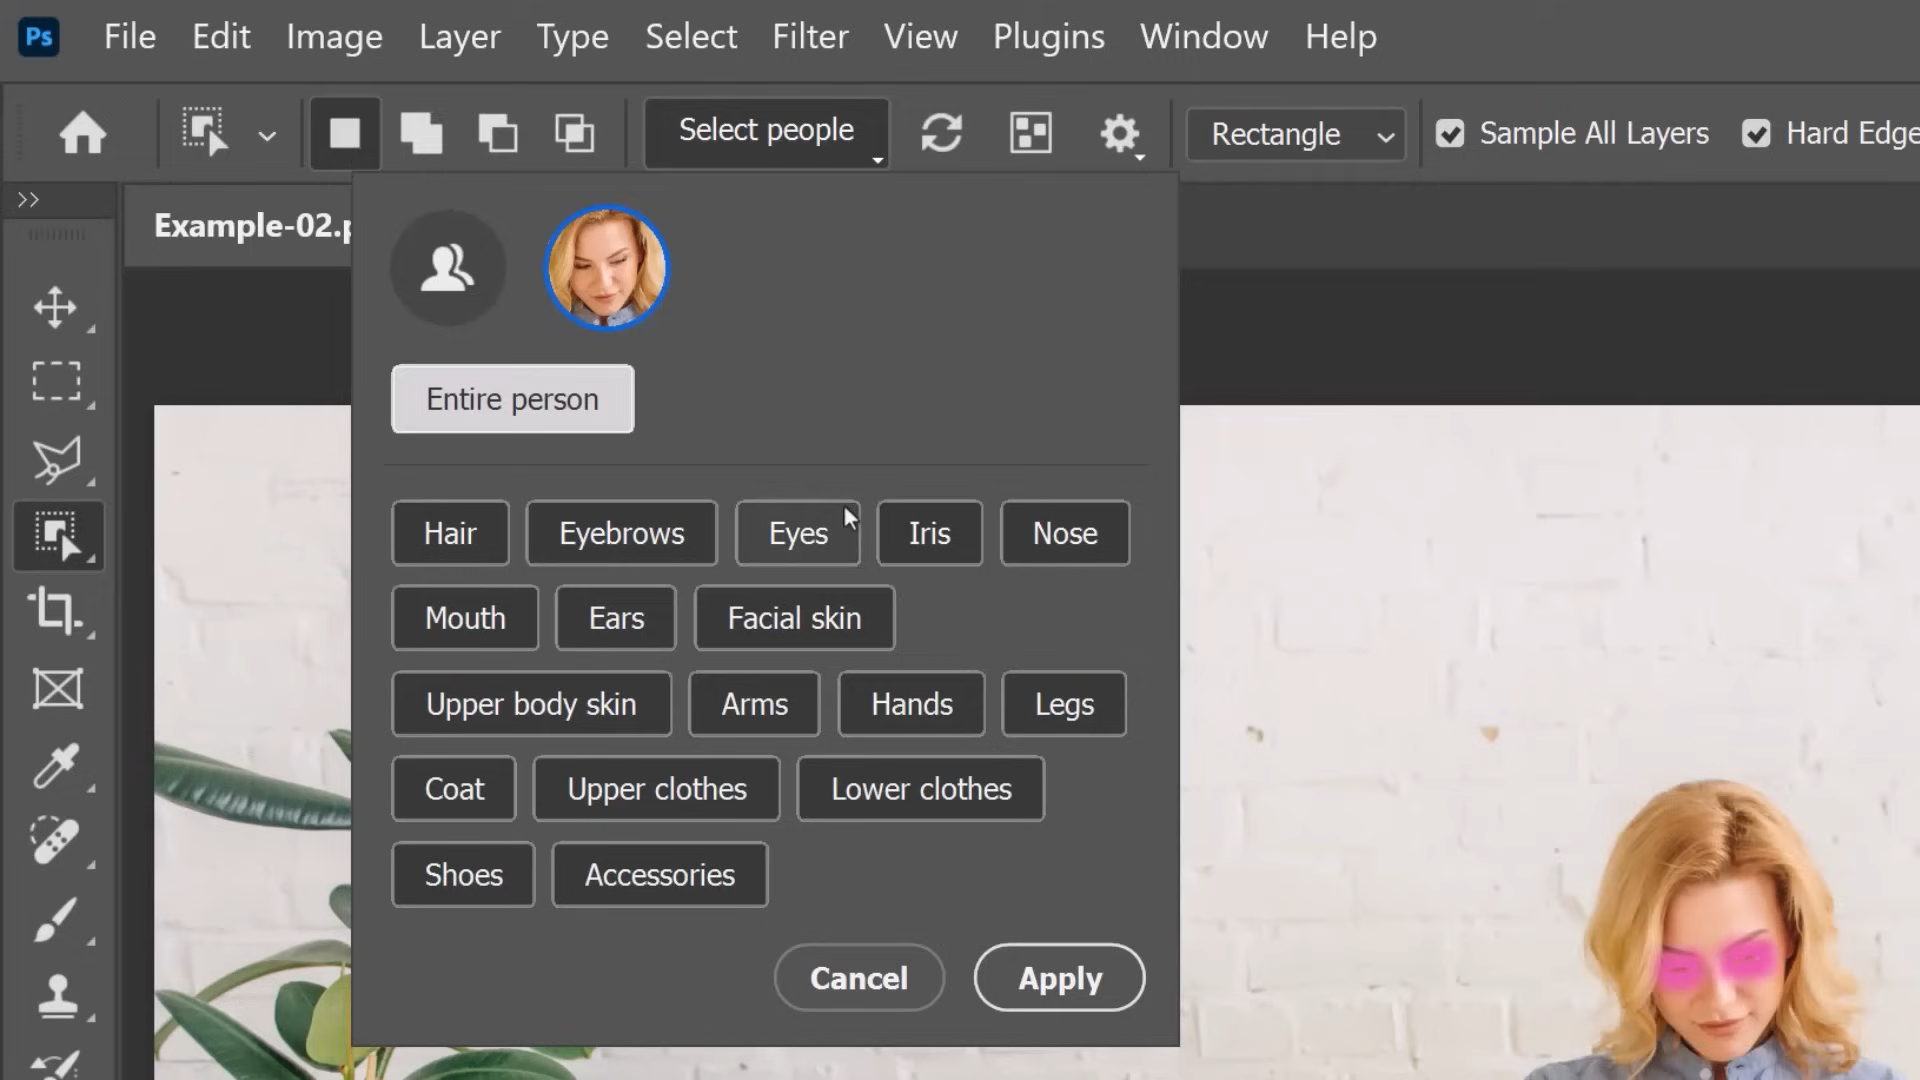 Ps File Edit Image Layer Type Select Filter View Plugins Window Help
Select people Rectangle Sample All Layers Hard Edge
Example-02.p
Entire person
Hair Eyebrows Eyes Iris Nose
Mouth Ears Facial skin
Upper body skin Arms Hands Legs
Coat Upper clothes Lower clothes
Shoes Accessories
Cancel Apply